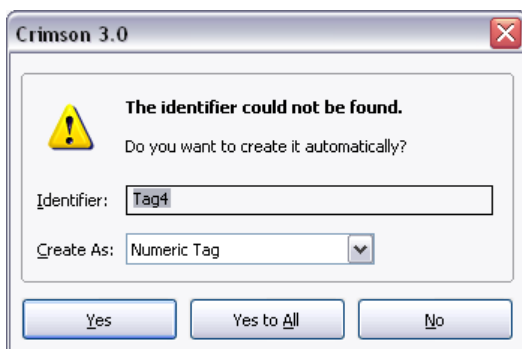 Crimson 3.0
The identifier could not be found.
Do you want to create it automatically?
Identifier: Tag4
Create As: Numeric Tag
Yes Yes to All No